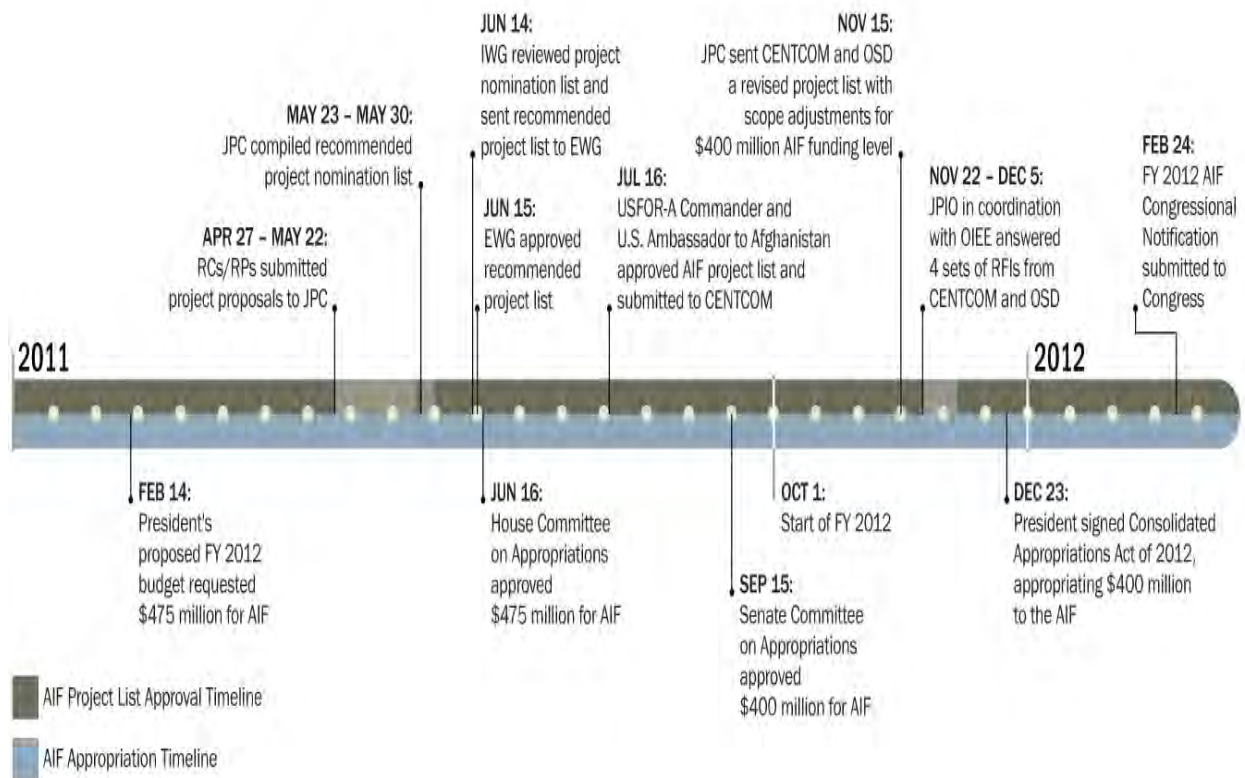 JUN 14:
IWG reviewed project
nomination list and
sent recommended
project list to EWG
NOV 15:
JPC sent CENTCOM and OSD
a revised project list with
scope adjustments for
$400 million AIF funding level
MAY 23 – MAY 30:
JPC compiled recommended
project nomination list
FEB 24:
FY 2012 AIF
Congressional
Notification
submitted to
Congress
JUL 16:
USFOR-A Commander and
U.S. Ambassador to Afghanistan
approved AIF project list and
submitted to CENTCOM
NOV 22 – DEC 5:
JPIO in coordination
with OIEE answered
4 sets of RFIs from
CENTCOM and OSD
JUN 15:
EWG approved
recommended
project list
APR 27 – MAY 22:
RCs/RPs submitted
project proposals to JPC
2011
2012
FEB 14:
President's
proposed FY 2012
budget requested
$475 million for AIF
JUN 16:
House Committee
on Appropriations
approved
$475 million for AIF
OCT 1:
Start of FY 2012
DEC 23:
President signed Consolidated
Appropriations Act of 2012,
appropriating $400 million
to the AIF
SEP 15:
Senate Committee
on Appropriations
approved
$400 million for AIF
AIF Project List Approval Timeline
AIF Appropriation Timeline